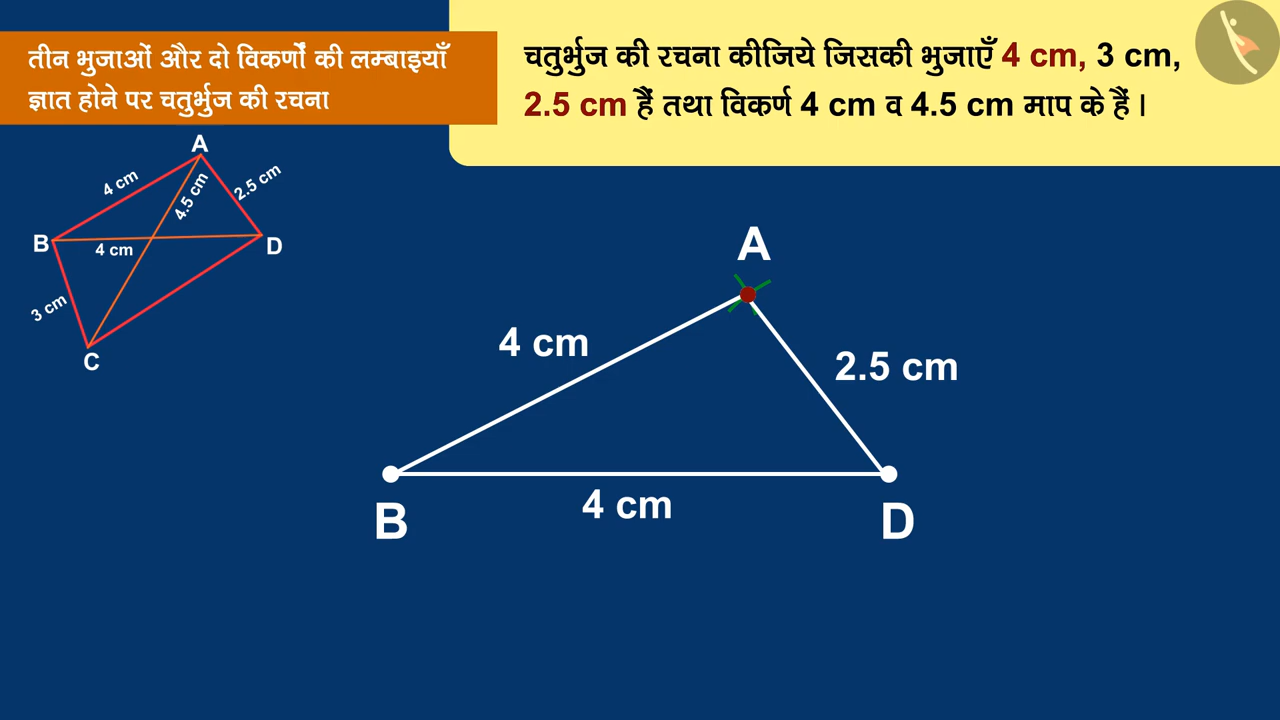 तीन भुजाओं और दो विकर्णों की लम्बाइयाँ
ज्ञात होने पर चतुर्भुज की रचना
चतुर्भुज की रचना कीजिये जिसकी भुजाएँ 4 cm, 3 cm,
2.5 cm हैं तथा विकर्ण 4 cm व 4.5 cm माप के हैं ।
A
4 cm
4.5 cm
2.5 cm
B
4 cm
D
3 cm
C
A
4 cm
2.5 cm
4 cm
B
D